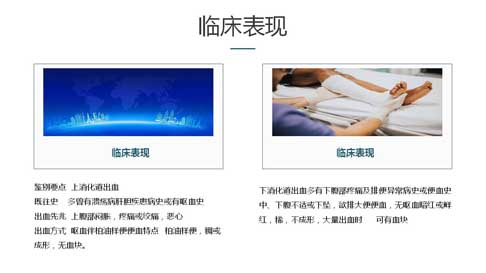 临床表现
临床表现
鉴别要点 上消化道出血
既往史 多曾有溃疡病肝胆疾患病史或有呕血史
出血先兆 上腹部闷胀，疼痛或绞痛，恶心
出血方式 呕血伴柏油样便便血特点 柏油样便，稠或
成形，无血块。
临床表现
下消化道出血多有下腹部疼痛及排便异常病史或便血史
中、下腹不适或下坠，欲排大便便血，无呕血暗红或鲜
红，稀，不成形，大量出血时 可有血块